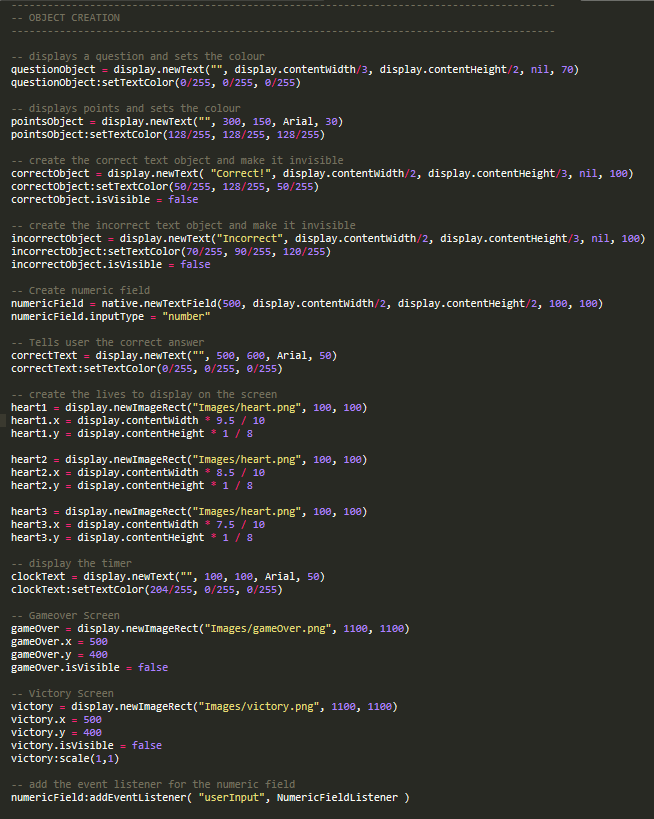 ------------------------------------------------------------------------------------------
-- OBJECT CREATION
------------------------------------------------------------------------------------------
-- displays a question and sets the colour
questionObject = display.newText("", display.contentWidth/3, display.contentHeight/2, nil, 70)
questionObject:setTextColor(0/255, 0/255, 0/255)
-- displays points and sets the colour
pointsObject = display.newText("", 300, 150, Arial, 30)
pointsObject:setTextColor(128/255, 128/255, 128/255)
-- create the correct text object and make it invisible
correctObject = display.newText( "Correct!", display.contentWidth/2, display.contentHeight/3, nil, 100)
correctObject:setTextColor(50/255, 128/255, 50/255)
correctObject.isVisible = false
-- create the incorrect text object and make it invisible
incorrectObject = display.newText("Incorrect", display.contentWidth/2, display.contentHeight/3, nil, 100)
incorrectObject:setTextColor(70/255, 90/255, 120/255)
incorrectObject.isVisible = false
-- Create numeric field
numericField = native.newTextField(500, display.contentWidth/2, display.contentHeight/2, 100, 100)
numericField.inputType = "number"
-- Tells user the correct answer
correctText = display.newText("", 500, 600, Arial, 50)
correctText:setTextColor(0/255, 0/255, 0/255)
-- create the lives to display on the screen
heart1 = display.newImageRect("Images/heart.png", 100, 100)
heart1.x = display.contentWidth * 9.5 / 10
heart1.y = display.contentHeight * 1 / 8
heart2 = display.newImageRect("Images/heart.png", 100, 100)
heart2.x = display.contentWidth * 8.5 / 10
heart2.y = display.contentHeight * 1 / 8
heart3 = display.newImageRect("Images/heart.png", 100, 100)
heart3.x = display.contentWidth * 7.5 / 10
heart3.y = display.contentHeight * 1 / 8
-- display the timer
clockText = display.newText("", 100, 100, Arial, 50)
clockText:setTextColor(204/255, 0/255, 0/255)
-- Gameover Screen
gameOver = display.newImageRect("Images/gameOver.png", 1100, 1100)
gameOver.x = 500
gameOver.y = 400
gameOver.isVisible = false
-- Victory Screen
victory = display.newImageRect("Images/victory.png", 1100, 1100)
victory.x = 500
victory.y = 400
victory.isVisible = false
victory:scale(1,1)
-- add the event listener for the numeric field
numericField:addEventListener( "userInput", NumericFieldListener )